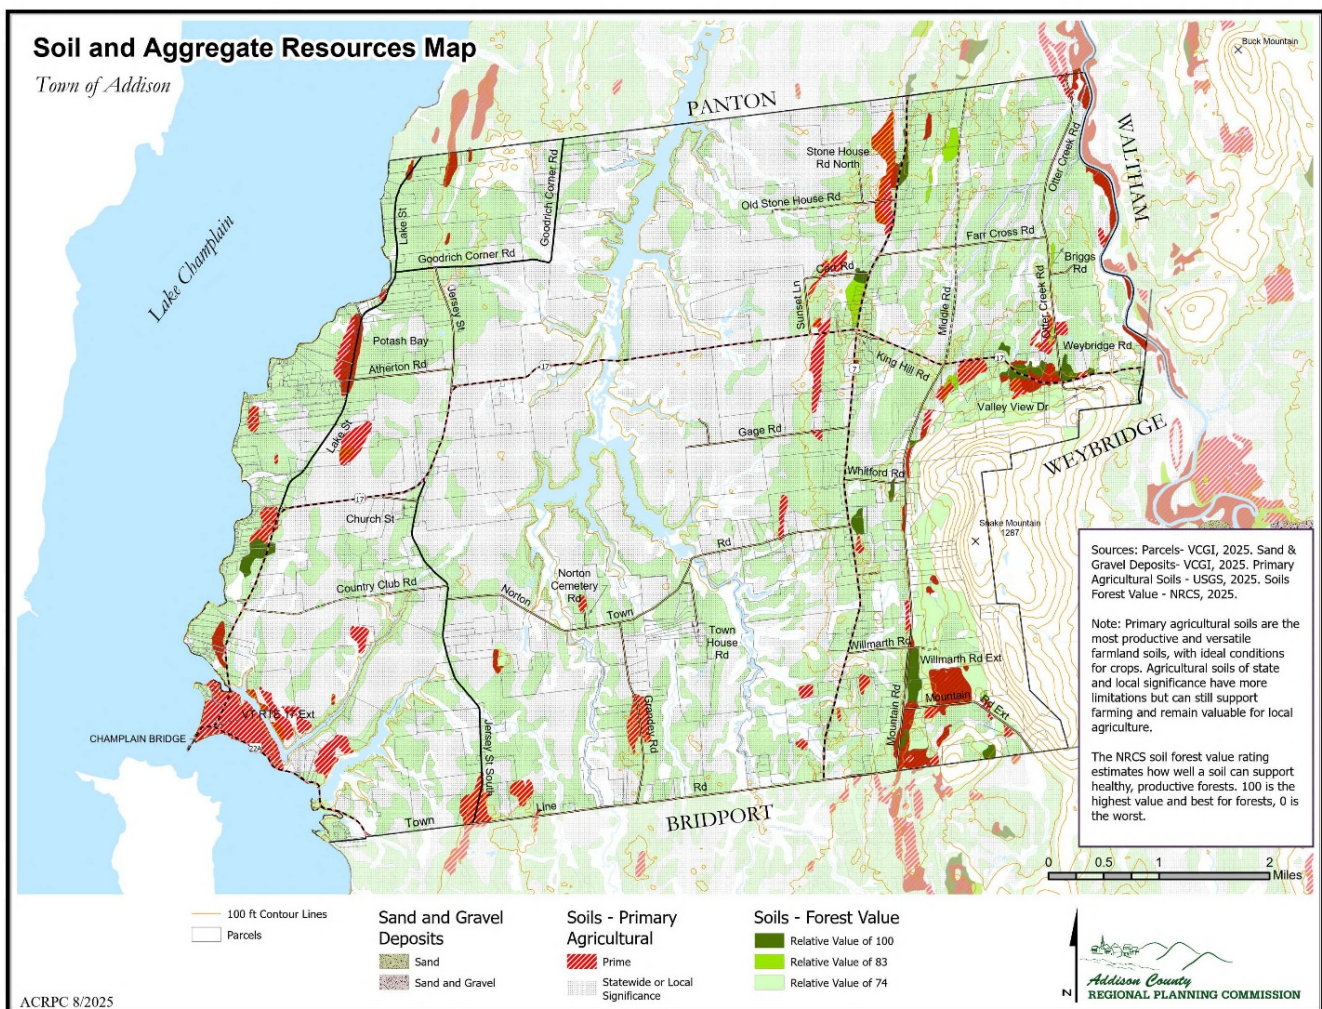 Soil and Aggregate Resources Map
Town of Addison
Buck Mountain
PANTON
WALTHAM
Stone House
Rd North
Otter Creek Rd
Old Stone House Rd
Lake St
Goodrich Corner Rd
Goodrich Corner Rd
Farr Cross Rd
Lake Champlain
Briggs
Rd
Jersey St
Sunset Ln
Middle Rd
Otter Creek Rd
Potash Bay
Weybridge Rd
Atherton Rd
17
17
King Hill Rd
Valley View Dr
Lake St
Gage Rd
WEYBRIDGE
Whitford Rd
17
Church St
Snake Mountain
1287
Rd
Country Club Rd
Norton
Norton
Cemetery
Rd
Town
Town
House
Rd
Willmarth Rd
Willmarth Rd Ext
Mountain
Rd Ext
Mountain Rd
Grandey Rd
VT RTE 17 Ext
CHAMPLAIN BRIDGE
Jersey St South
Town
Line
Rd
BRIDPORT
Sources: Parcels- VCGI, 2025. Sand &
Gravel Deposits- VCGI, 2025. Primary
Agricultural Soils - USGS, 2025. Soils
Forest Value - NRCS, 2025.
Note: Primary agricultural soils are the
most productive and versatile
farmland soils, with ideal conditions
for crops. Agricultural soils of state
and local significance have more
limitations but can still support
farming and remain valuable for local
agriculture.
The NRCS soil forest value rating
estimates how well a soil can support
healthy, productive forests. 100 is the
highest value and best for forests, 0 is
the worst.
0 0.5 1 2
Miles
100 ft Contour Lines
Parcels
Sand and Gravel
Deposits
Sand
Sand and Gravel
Soils - Primary
Agricultural
Prime
Statewide or Local
Significance
Soils - Forest Value
Relative Value of 100
Relative Value of 83
Relative Value of 74
N
Addison County
REGIONAL PLANNING COMMISSION
ACRPC 8/2025